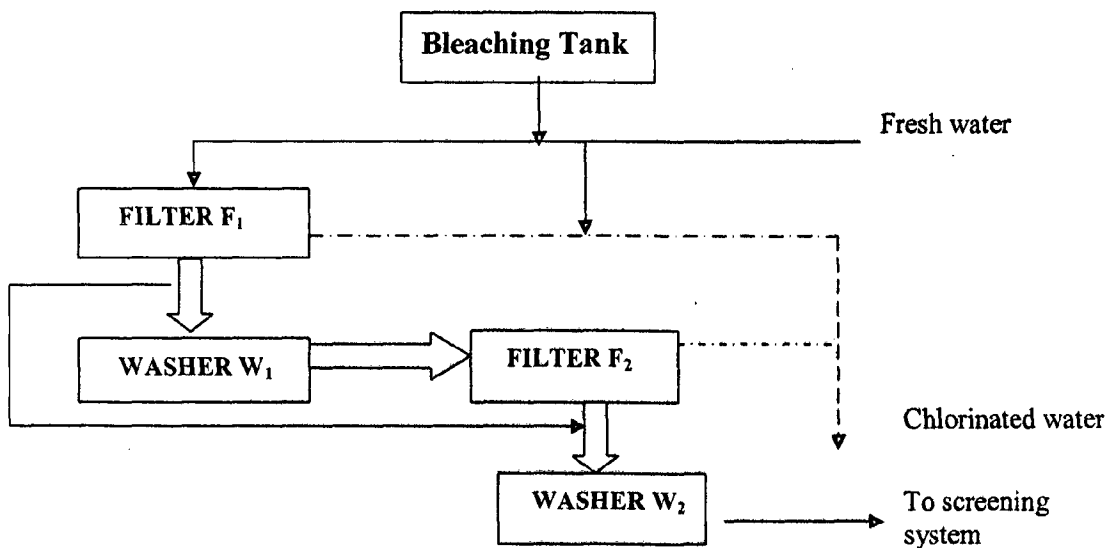 Bleaching Tank
Fresh water
FILTER F₁
WASHER W₁
FILTER F₂
Chlorinated water
WASHER W₂
To screening
system